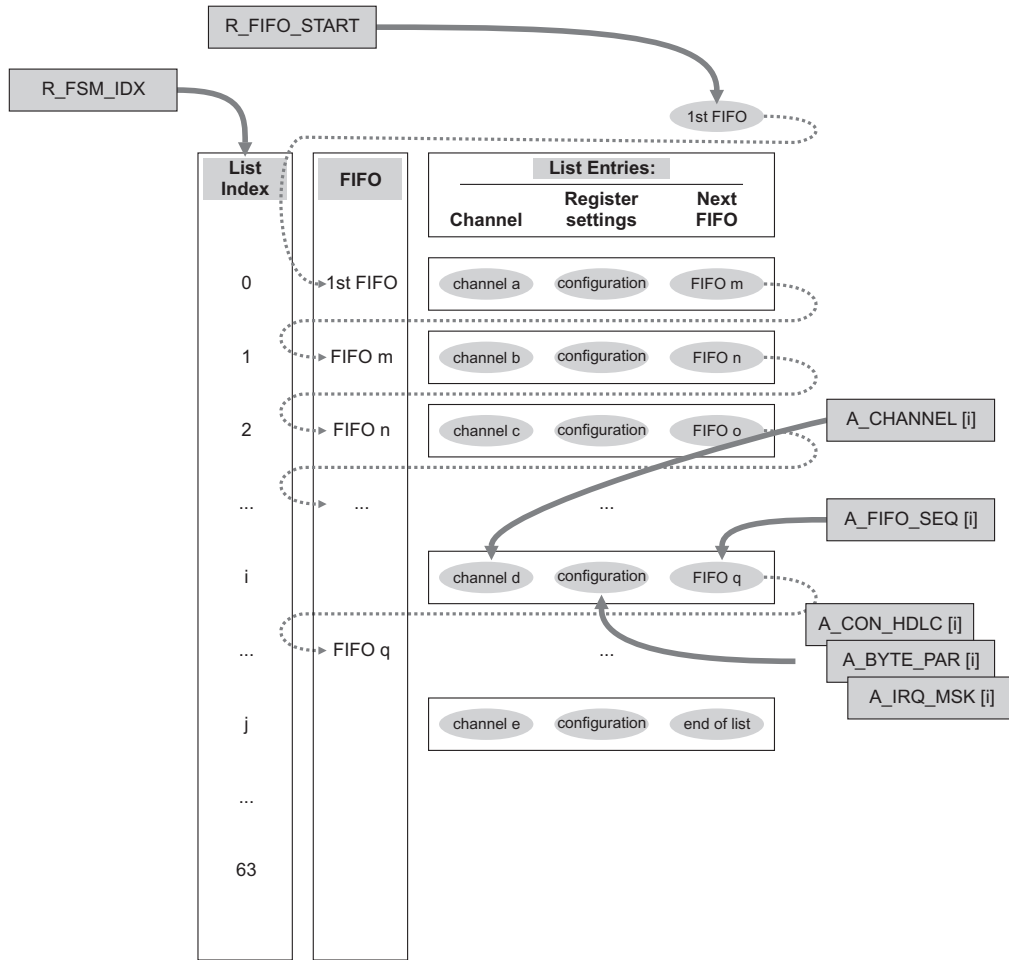 R_FIFO_START
R_FSM_IDX
1st FIFO
List
Index
FIFO
List Entries:
Channel
Register
settings
Next
FIFO
0
1st FIFO
channel a
configuration
FIFO m
1
FIFO m
channel b
configuration
FIFO n
2
FIFO n
channel c
configuration
FIFO o
A_CHANNEL [i]
...
...
...
A_FIFO_SEQ [i]
i
channel d
configuration
FIFO q
A_CON_HDLC [i]
...
FIFO q
...
A_BYTE_PAR [i]
A_IRQ_MSK [i]
j
channel e
configuration
end of list
...
63